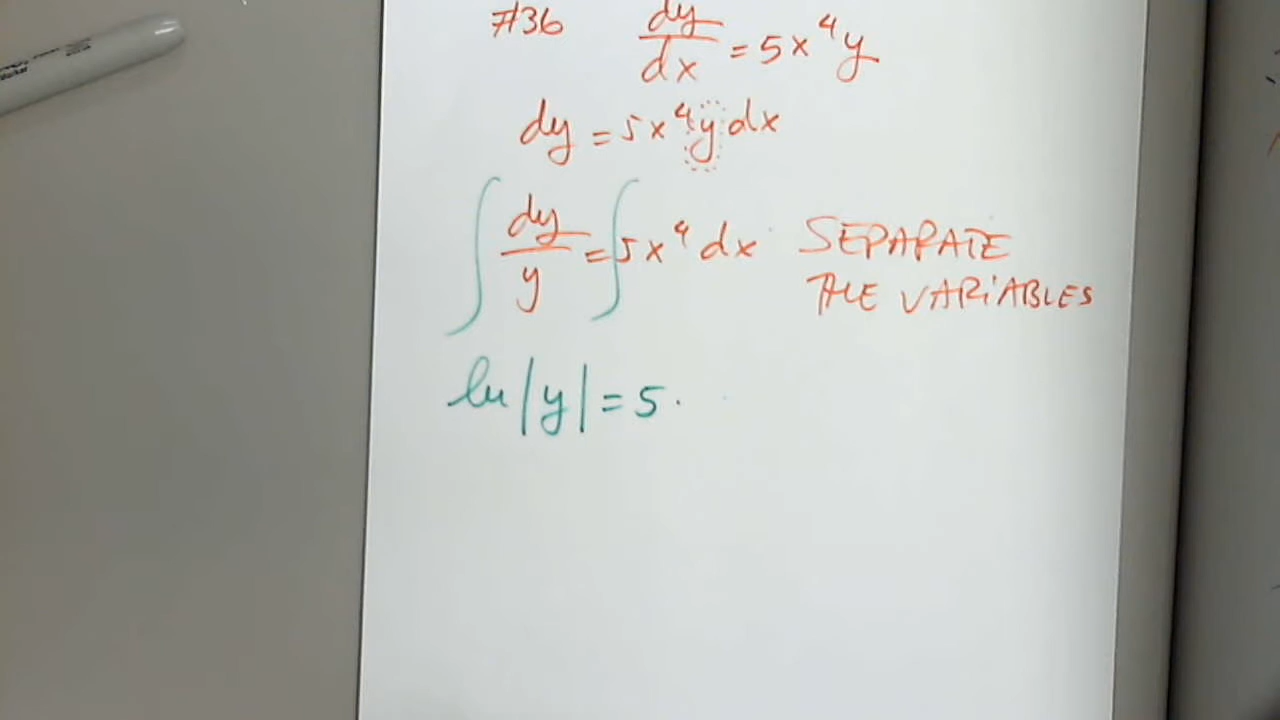 #36 dy/dx = 5x⁴y
dy = 5x⁴y dx
∫ dy/y = ∫ 5x⁴ dx SEPARATE
THE VARIABLES
ln|y| = 5·